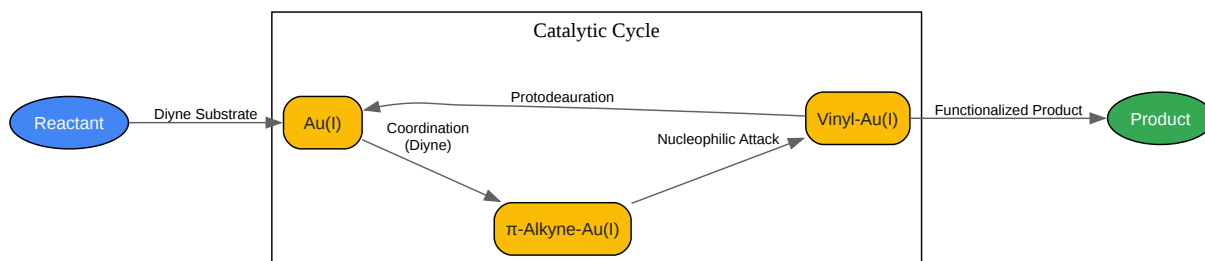 Catalytic Cycle
Reactant
Diyne Substrate
Au(I)
Protodeauration
Coordination
(Diyne)
Nucleophilic Attack
Vinyl-Au(I)
Functionalized Product
Product
π-Alkyne-Au(I)